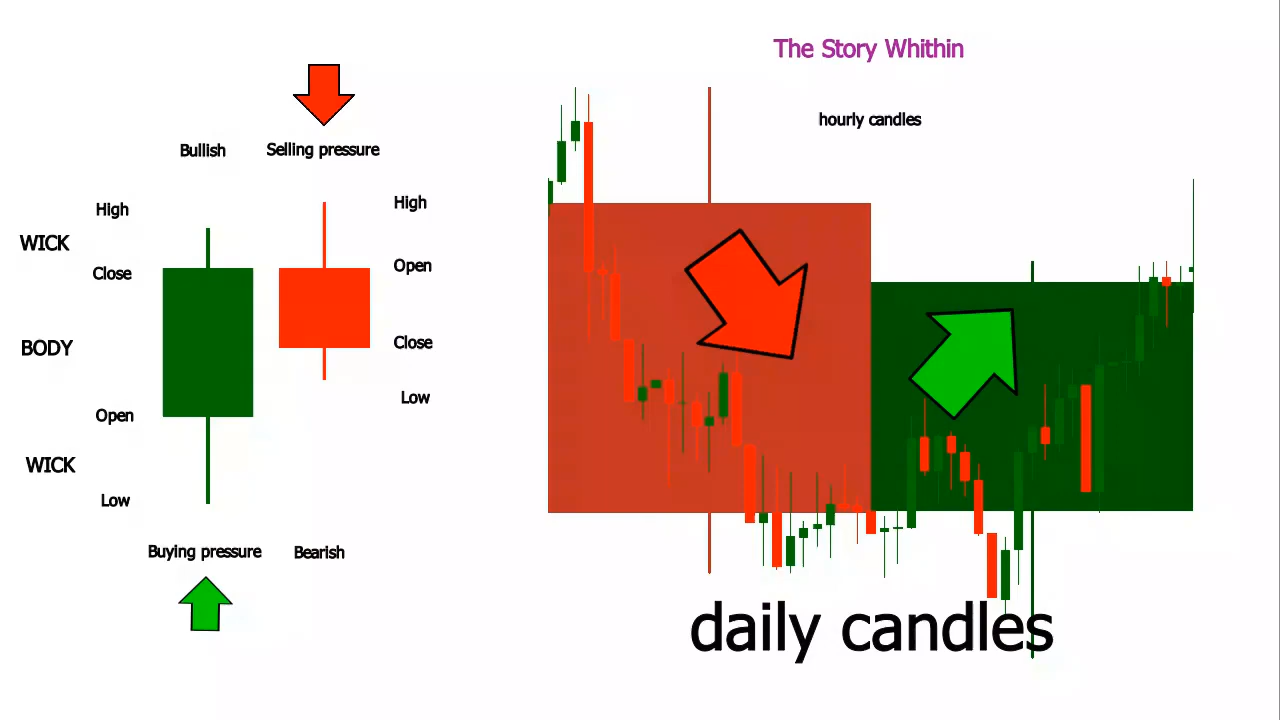 The Story Whithin
hourly candles
Bullish
Selling pressure
High
High
WICK
Close
Open
BODY
Close
Low
Open
WICK
Low
Buying pressure
Bearish
daily candles